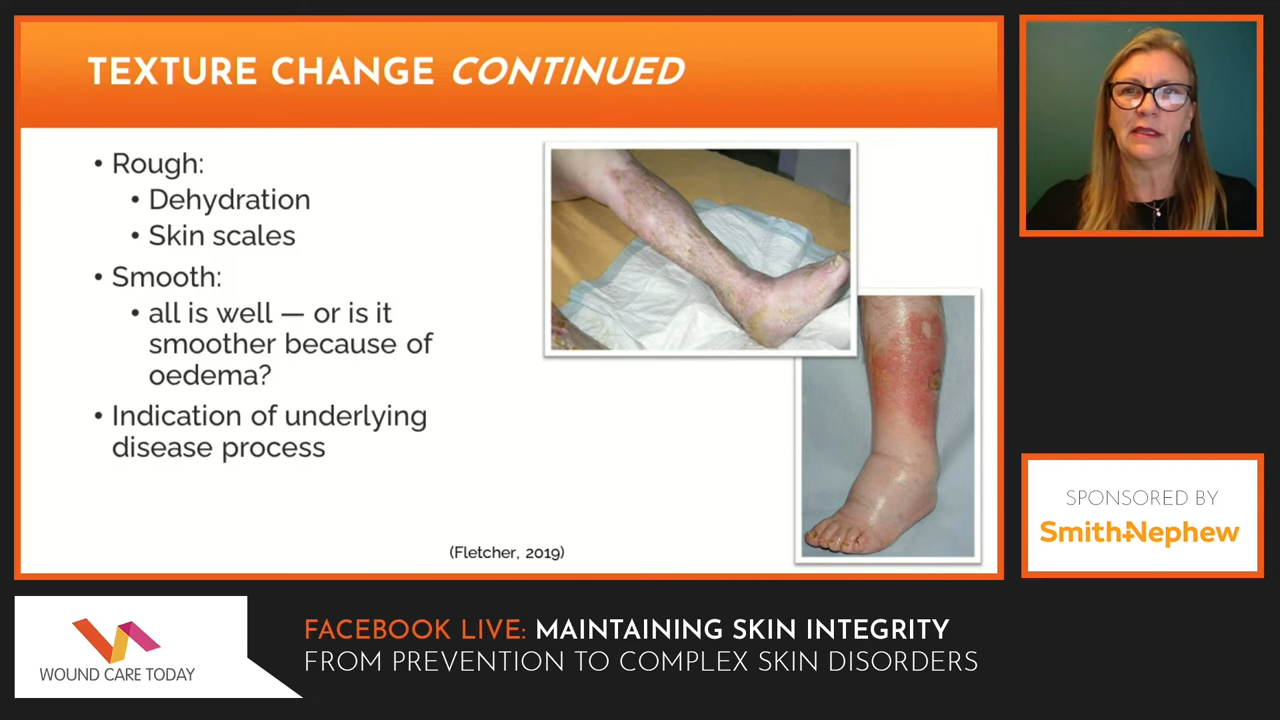 TEXTURE CHANGE CONTINUED
• Rough:
• Dehydration
• Skin scales
• Smooth:
• all is well — or is it
smoother because of
oedema?
• Indication of underlying
disease process
(Fletcher, 2019)
SPONSORED BY
Smith+Nephew
WOUND CARE TODAY
FACEBOOK LIVE: MAINTAINING SKIN INTEGRITY
FROM PREVENTION TO COMPLEX SKIN DISORDERS